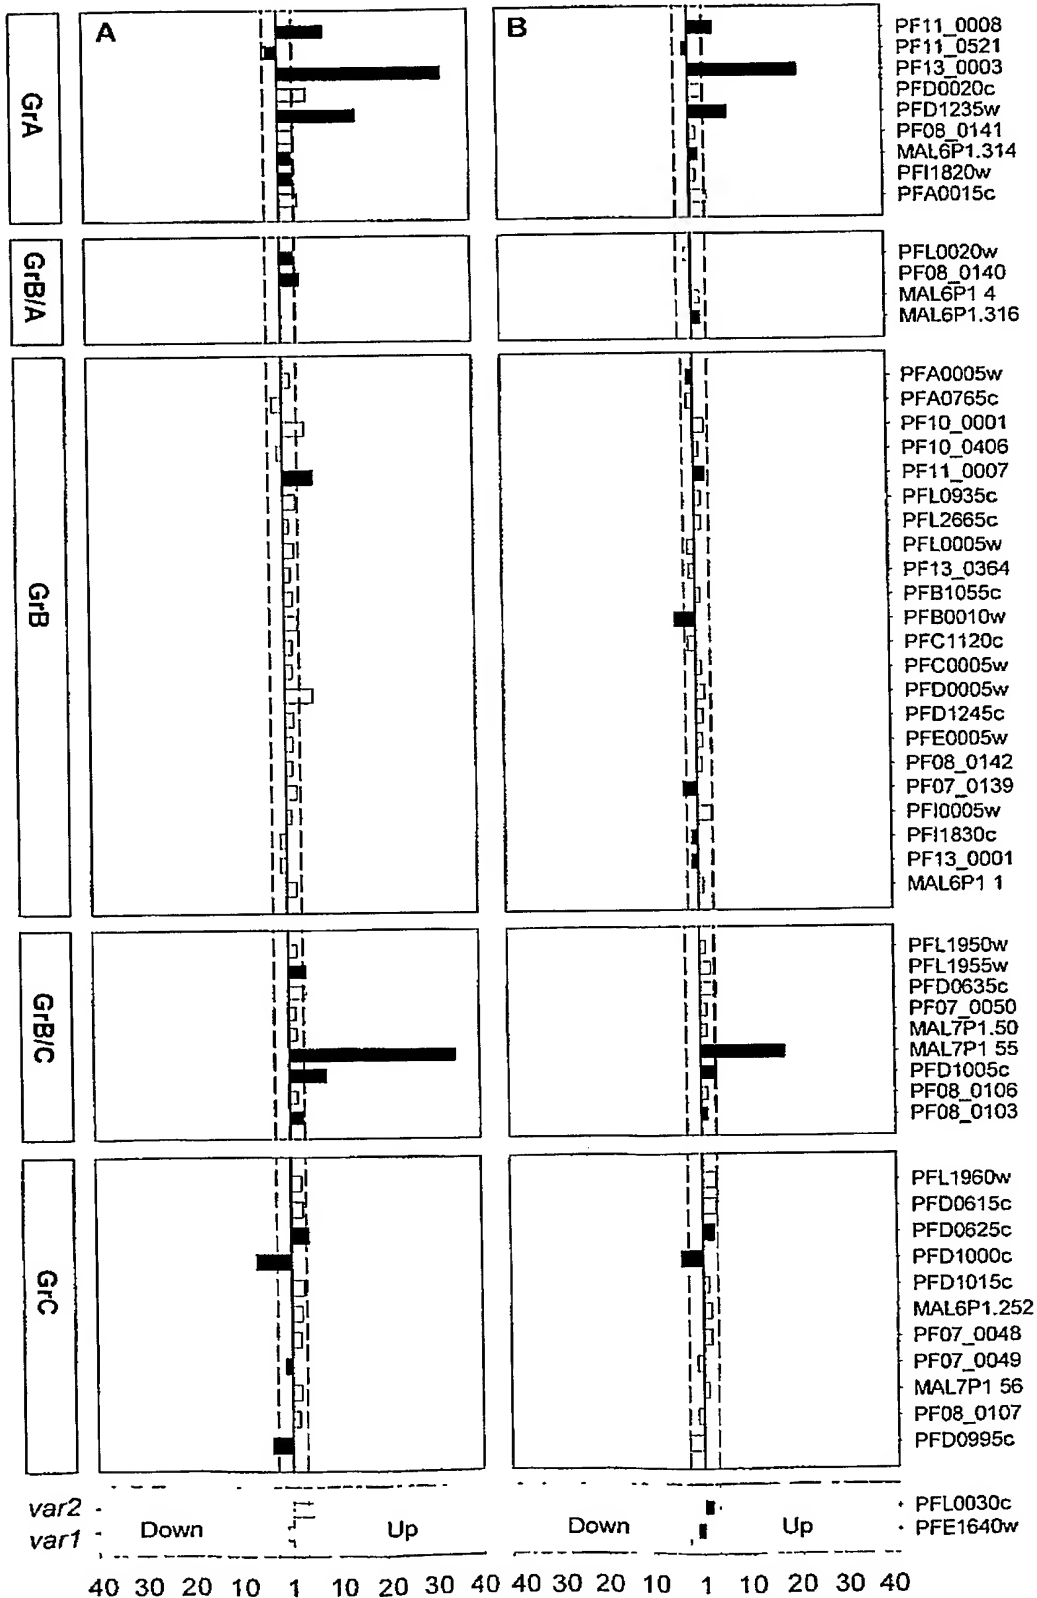 A
B
GrA
PF11_0008
PF11_0521
PF13_0003
PFD0020c
PFD1235w
PF08_0141
MAL6P1.314
PFI1820w
PFA0015c
GrB/A
PFL0020w
PF08_0140
MAL6P1 4
MAL6P1.316
GrB
PFA0005w
PFA0765c
PF10_0001
PF10_0406
PF11_0007
PFL0935c
PFL2665c
PFL0005w
PF13_0364
PFB1055c
PFB0010w
PFC1120c
PFC0005w
PFD0005w
PFD1245c
PFE0005w
PF08_0142
PF07_0139
PFI0005w
PFI1830c
PF13_0001
MAL6P1 1
GrB/C
PFL1950w
PFL1955w
PFD0635c
PF07_0050
MAL7P1.50
MAL7P1 55
PFD1005c
PF08_0106
PF08_0103
GrC
PFL1960w
PFD0615c
PFD0625c
PFD1000c
PFD1015c
MAL6P1.252
PF07_0048
PF07_0049
MAL7P1 56
PF08_0107
PFD0995c
var2 PFL0030c
var1 Down Up Down Up PFE1640w
40 30 20 10 1 10 20 30 40 30 20 10 1 10 20 30 40